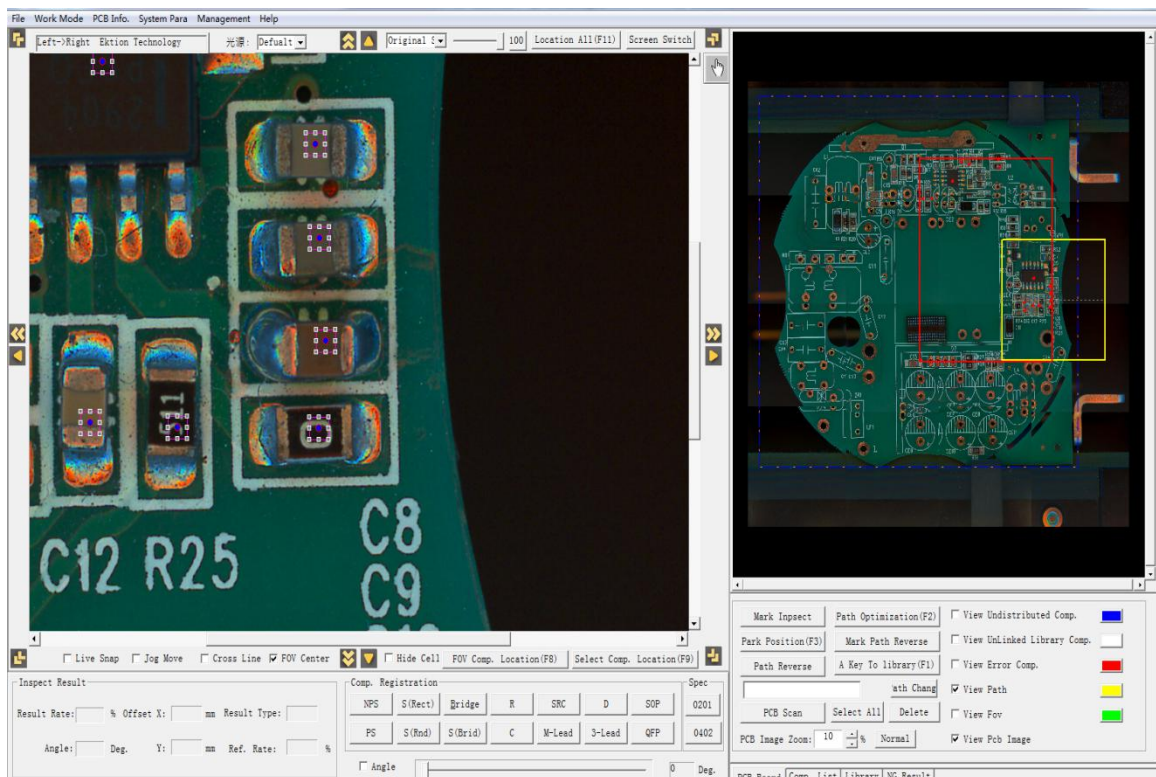 File Work Mode PCB Info. System Para Management Help
Left->Right Ektion Technology 光源: Defualt Original S 100 Location All(F11) Screen Switch
C12 R25 C8
C9
Live Snap Jog Move Cross Line FOV Center Hide Cell FOV Comp. Location(F8) Select Comp. Location(F9)
Inspect Result
Result Rate: % Offset X: mm Result Type:
Angle: Deg. Y: mm Ref. Rate: %
Comp. Registration
NPS S(Rect) Bridge R SRC D SOP
PS S(Rnd) S(Brid) C M-Lead 3-Lead QFP
Angle 0 Deg.
Spec
0201
0402
Mark Inpsect Path Optimization(F2) View Undistributed Comp.
Park Position(F3) Mark Path Reverse View UnLinked Library Comp.
Path Reverse A Key To library(F1) View Error Comp.
ath Chang View Path
PCB Scan Select All Delete View Fov
PCB Image Zoom: 10 % Normal View Pcb Image
PCB Board Comp. List Library NG Result